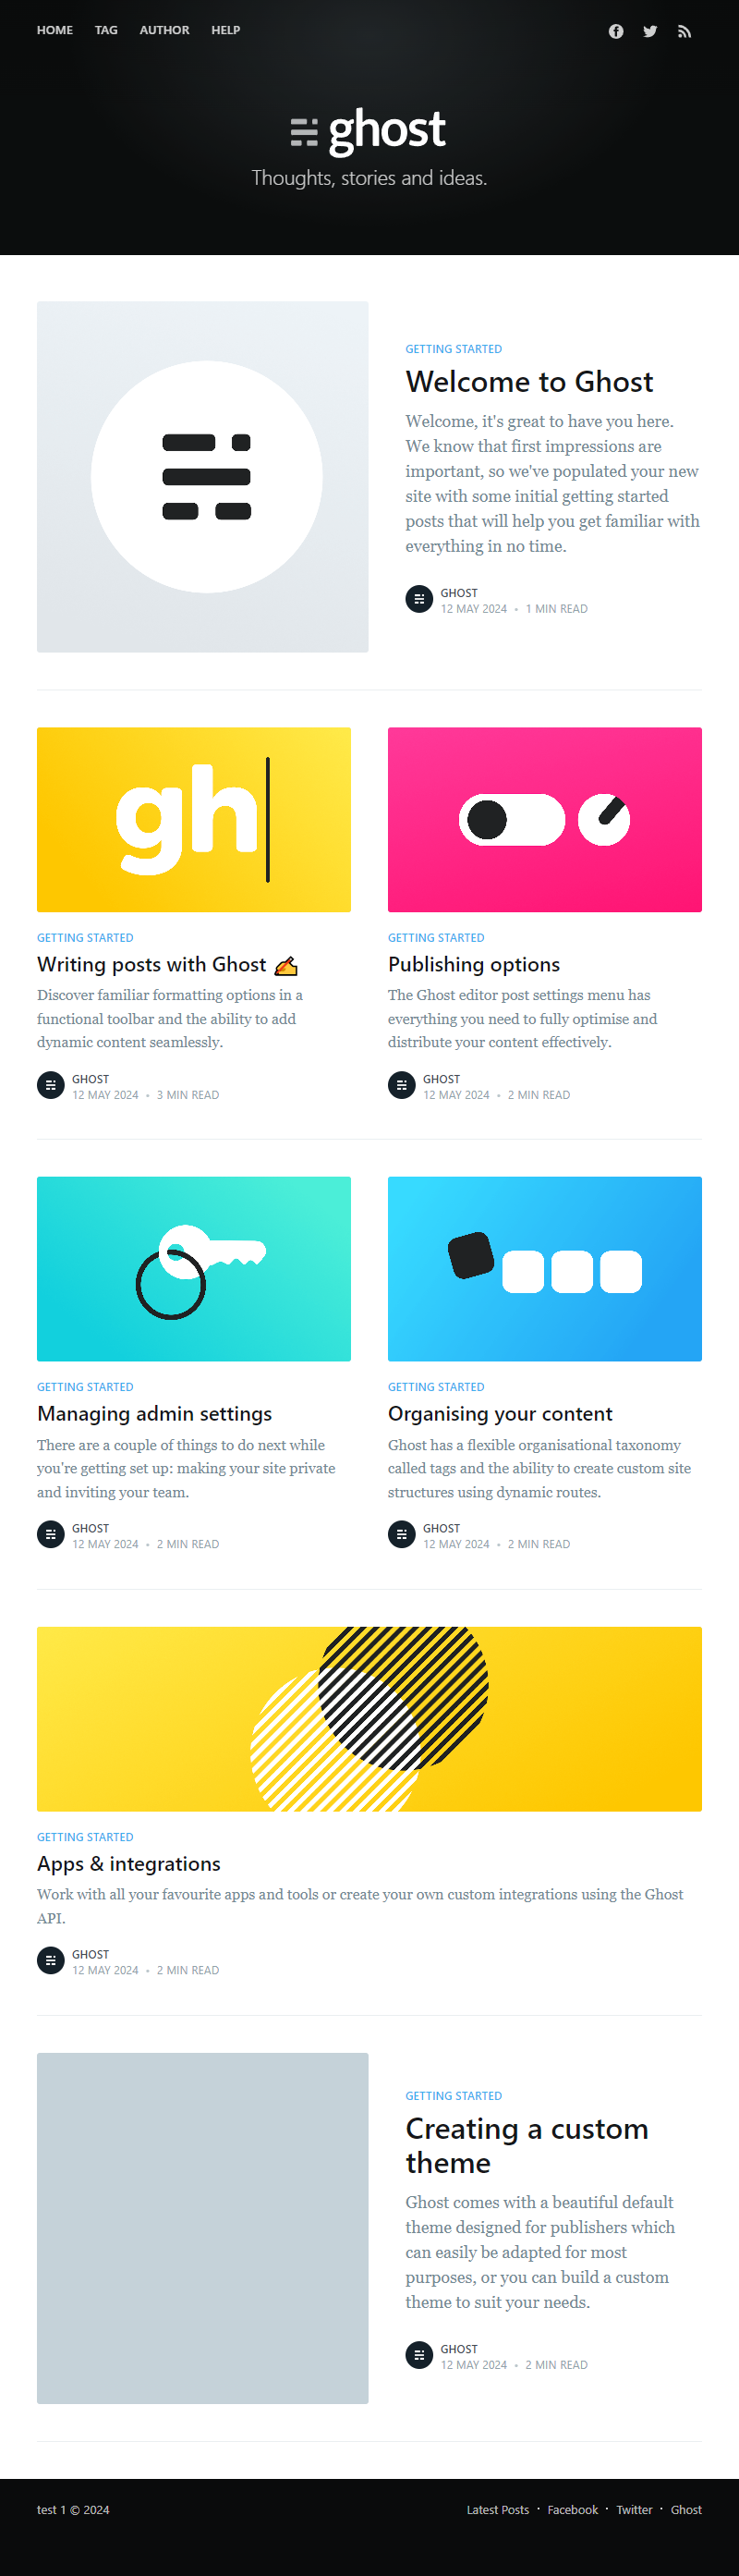 HOME TAG AUTHOR HELP
ghost
Thoughts, stories and ideas.
GETTING STARTED
Welcome to Ghost
Welcome, it's great to have you here.
We know that first impressions are
important, so we've populated your new
site with some initial getting started
posts that will help you get familiar with
everything in no time.
GHOST
12 MAY 2024 • 1 MIN READ
gh
GETTING STARTED
Writing posts with Ghost ✍️
Discover familiar formatting options in a
functional toolbar and the ability to add
dynamic content seamlessly.
GHOST
12 MAY 2024 • 3 MIN READ
GETTING STARTED
Publishing options
The Ghost editor post settings menu has
everything you need to fully optimise and
distribute your content effectively.
GHOST
12 MAY 2024 • 2 MIN READ
GETTING STARTED
Managing admin settings
There are a couple of things to do next while
you're getting set up: making your site private
and inviting your team.
GHOST
12 MAY 2024 • 2 MIN READ
GETTING STARTED
Organising your content
Ghost has a flexible organisational taxonomy
called tags and the ability to create custom site
structures using dynamic routes.
GHOST
12 MAY 2024 • 2 MIN READ
GETTING STARTED
Apps & integrations
Work with all your favourite apps and tools or create your own custom integrations using the Ghost
API.
GHOST
12 MAY 2024 • 2 MIN READ
GETTING STARTED
Creating a custom
theme
Ghost comes with a beautiful default
theme designed for publishers which
can easily be adapted for most
purposes, or you can build a custom
theme to suit your needs.
GHOST
12 MAY 2024 • 2 MIN READ
test 1 © 2024
Latest Posts • Facebook • Twitter • Ghost